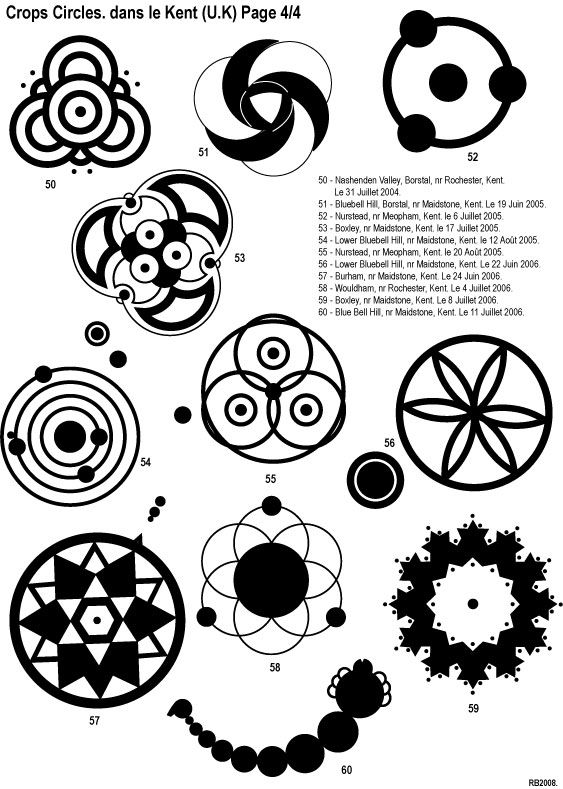 Crops Circles. dans le Kent (U.K) Page 4/4
50
51
52
50 - Nashenden Valley, Borstal, nr Rochester, Kent.
Le 31 Juillet 2004.
51 - Bluebell Hill, Borstal, nr Maidstone, Kent. Le 19 Juin 2005.
52 - Nurstead, nr Meopham, Kent. le 6 Juillet 2005.
53 - Boxley, nr Maidstone, Kent. le 17 Juillet 2005.
54 - Lower Bluebell Hill, nr Maidstone, Kent. le 12 Août 2005.
55 - Nurstead, nr Meopham, Kent. le 20 Août 2005.
56 - Lower Bluebell Hill, nr Maidstone, Kent. Le 22 Juin 2006.
57 - Burham, nr Maidstone, Kent. Le 24 Juin 2006.
58 - Wouldham, nr Rochester, Kent. Le 4 Juillet 2006.
59 - Boxley, nr Maidstone, Kent. Le 8 Juillet 2006.
60 - Blue Bell Hill, nr Maidstone, Kent. Le 11 Juillet 2006.
53
54
55
56
57
58
59
60
RB2008.